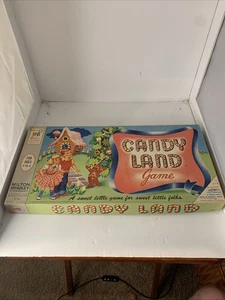 CANDY
LAND
Game
MILTON
BRADLEY
A sweet little game for sweet little folks.
CANDY LAND